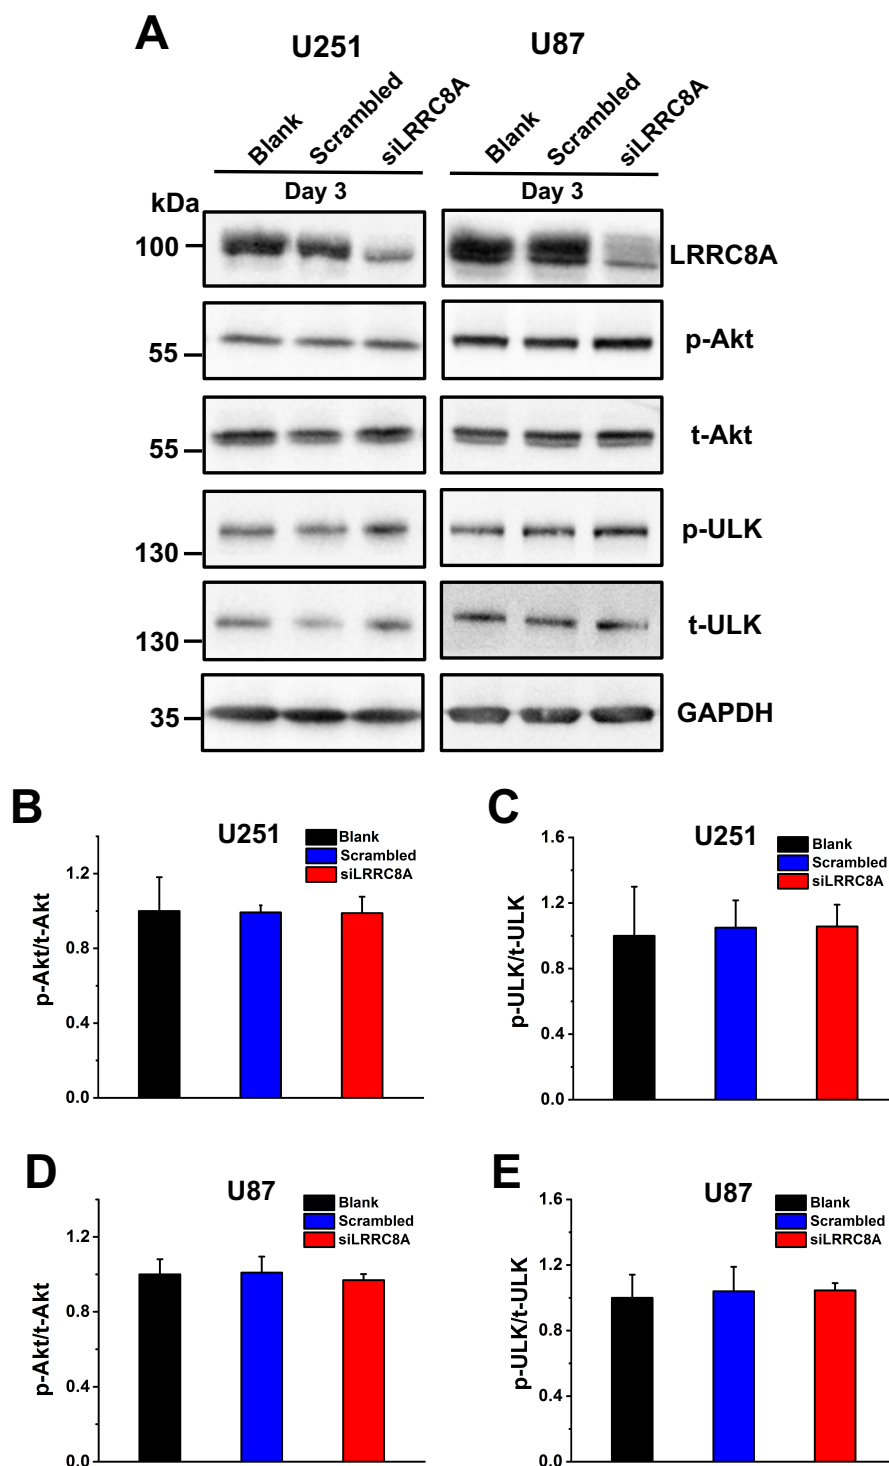 A
U251
U87
Blank
Scrambled
siLRRC8A
Blank
Scrambled
siLRRC8A
Day 3
Day 3
kDa
100
LRRC8A
55
p-Akt
55
t-Akt
130
p-ULK
130
t-ULK
35
GAPDH
B
U251
Blank
Scrambled
siLRRC8A
p-Akt/t-Akt
1.2
0.8
0.4
0.0
C
U251
Blank
Scrambled
siLRRC8A
p-ULK/t-ULK
1.6
1.2
0.8
0.4
0.0
D
U87
Blank
Scrambled
siLRRC8A
p-Akt/t-Akt
1.2
0.8
0.4
0.0
E
U87
Blank
Scrambled
siLRRC8A
p-ULK/t-ULK
1.6
1.2
0.8
0.4
0.0